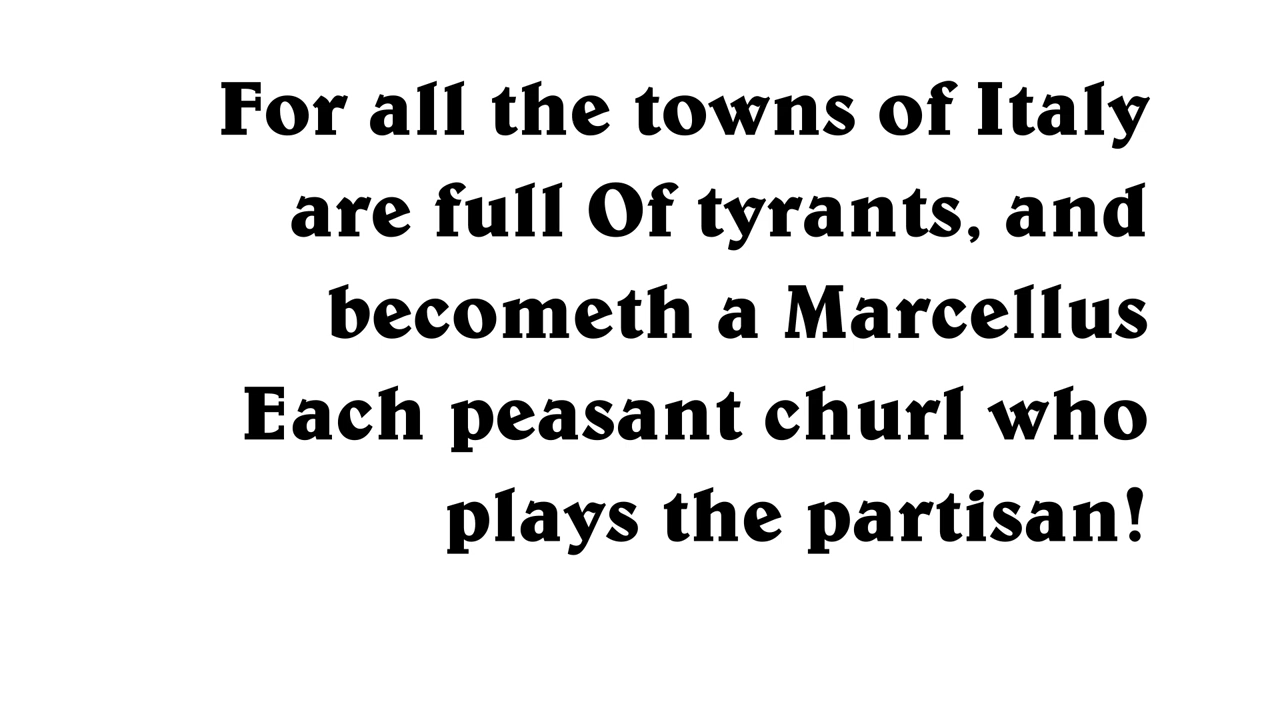 For all the towns of Italy
are full Of tyrants, and
becometh a Marcellus
Each peasant churl who
plays the partisan!